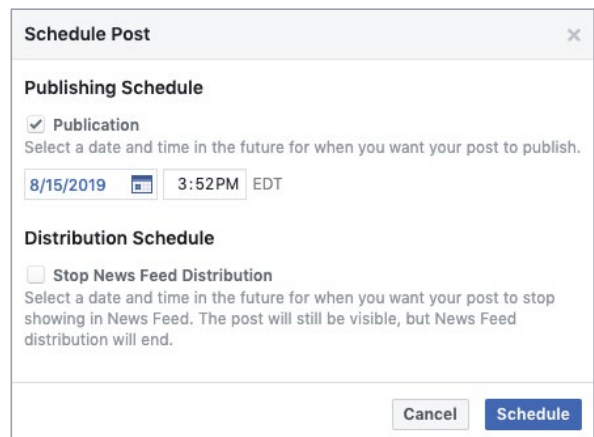 Schedule Post
Publishing Schedule
Publication
Select a date and time in the future for when you want your post to publish.
8/15/2019 3:52PM EDT
Distribution Schedule
Stop News Feed Distribution
Select a date and time in the future for when you want your post to stop
showing in News Feed. The post will still be visible, but News Feed
distribution will end.
Cancel Schedule